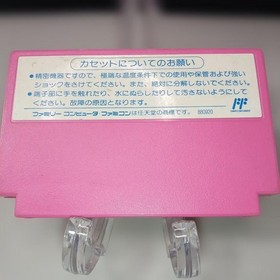 カセットについてのお願い
●精密機器ですので、極端な温度条件下での使用や保管および強い
ショックをさけてください。また、絶対に分解しないでください。
●端子部に手を触れたり、水にぬらしたりして汚さないようにして
ください。故障の原因となります。
ファミリーコンピュータ・ファミコンは任天堂の商標です。